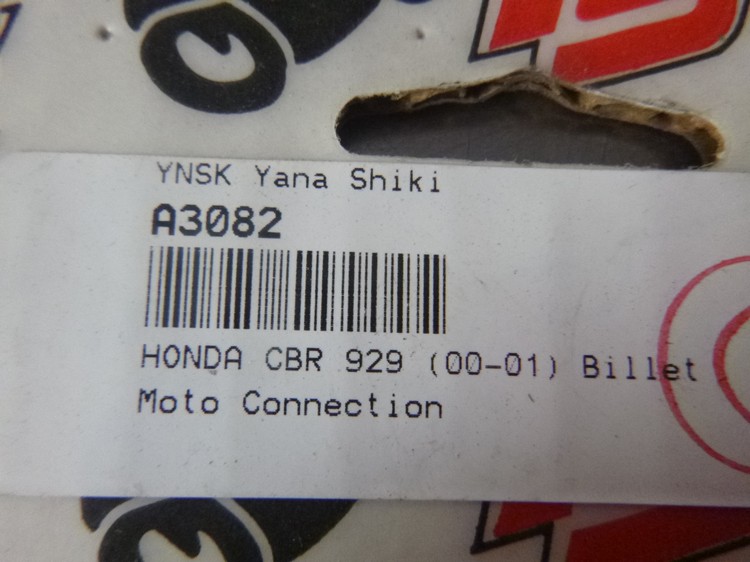 YNSK Yana Shiki
A3082
HONDA CBR 929 (00-01) Billet
Moto Connection